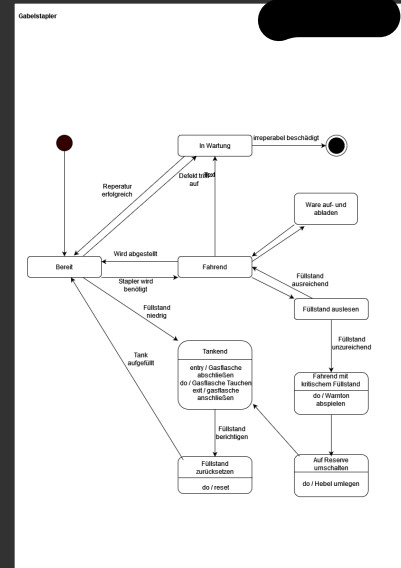 Gabelstapler
irreperabel beschädigt
In Wartung
Defekt tritt
auf
Reperatur
erfolgreich
Ware auf- und
abladen
Wird abgestellt
Bereit
Fahrend
Stapler wird
benötigt
Füllstand
ausreichend
Füllstand
niedrig
Füllstand auslesen
Füllstand
unzureichend
Tank
aufgefüllt
Tankend
entry / Gasflasche
abschließen
do / Gasflasche Tauchen
exit / gasflasche
anschließen
Fahrend mit
kritischem Füllstand
do / Warnton
abspielen
Füllstand
berichtigen
Füllstand
zurücksetzen
do / reset
Auf Reserve
umschalten
do / Hebel umlegen